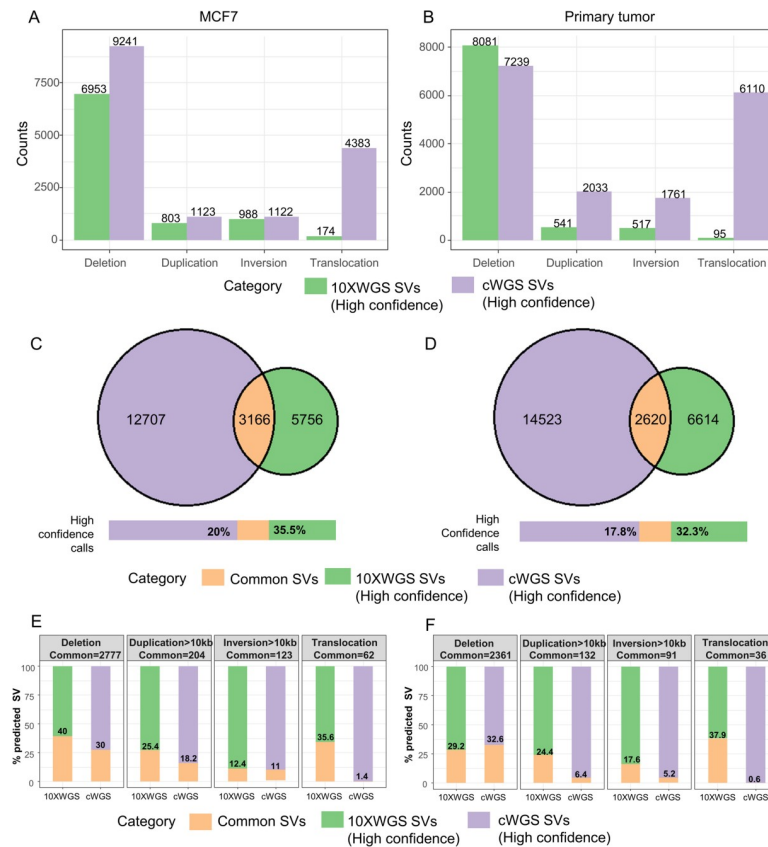 A MCF7
B Primary tumor
Counts
7500
5000
2500
0
6953 9241
803 1123
988 1122
174 4383
Deletion Duplication Inversion Translocation
Counts
8000
6000
4000
2000
0
8081 7239
541 2033
517 1761
95 6110
Deletion Duplication Inversion Translocation
Category 10XWGS SVs cWGS SVs
(High confidence) (High confidence)
C
12707 3166 5756
High
confidence
calls
20% 35.5%
D
14523 2620 6614
High
Confidence
calls
17.8% 32.3%
Category Common SVs 10XWGS SVs cWGS SVs
(High confidence) (High confidence)
E
Deletion Duplication>10kb Inversion>10kb Translocation
Common=2777 Common=204 Common=123 Common=62
% predicted SV
100
75
50
25
0
40 30 25.4 18.2 12.4 11 35.6 1.4
10XWGS cWGS 10XWGS cWGS 10XWGS cWGS 10XWGS cWGS
F
Deletion Duplication>10kb Inversion>10kb Translocation
Common=2361 Common=132 Common=91 Common=36
% predicted SV
100
75
50
25
0
29.2 32.6 24.4 6.4 17.6 5.2 37.9 0.6
10XWGS cWGS 10XWGS cWGS 10XWGS cWGS 10XWGS cWGS
Category Common SVs 10XWGS SVs cWGS SVs
(High confidence) (High confidence)